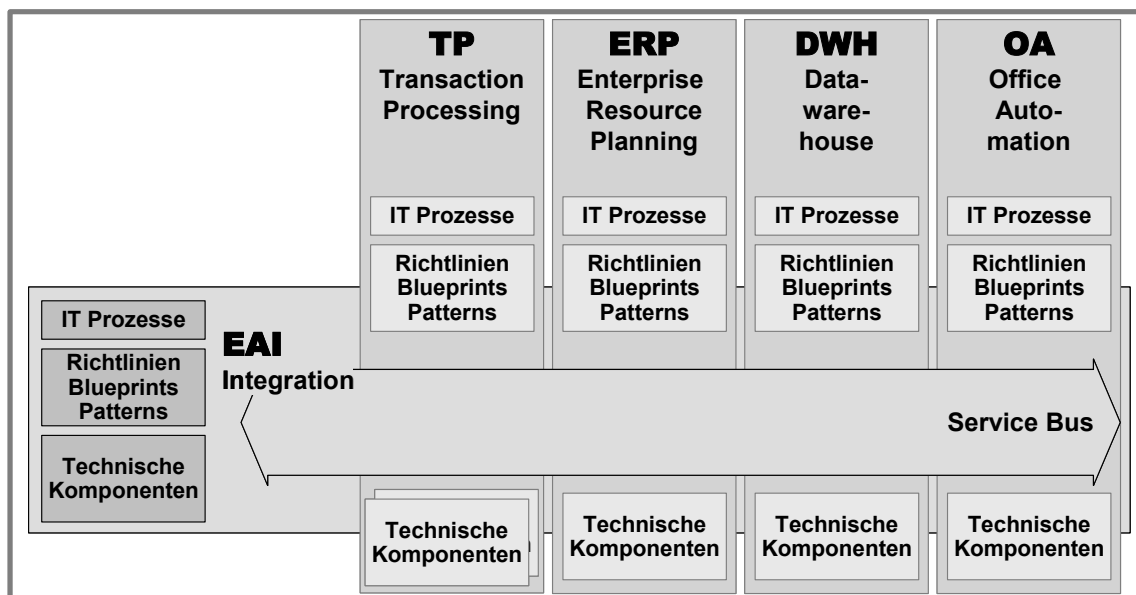 TP
Transaction
Processing
ERP
Enterprise
Resource
Planning
DWH
Data-
ware-
house
OA
Office
Auto-
mation
IT Prozesse
IT Prozesse
IT Prozesse
IT Prozesse
Richtlinien
Blueprints
Patterns
Richtlinien
Blueprints
Patterns
Richtlinien
Blueprints
Patterns
Richtlinien
Blueprints
Patterns
IT Prozesse
Richtlinien
Blueprints
Patterns
Technische
Komponenten
EAI
Integration
Service Bus
Technische
Komponenten
Technische
Komponenten
Technische
Komponenten
Technische
Komponenten